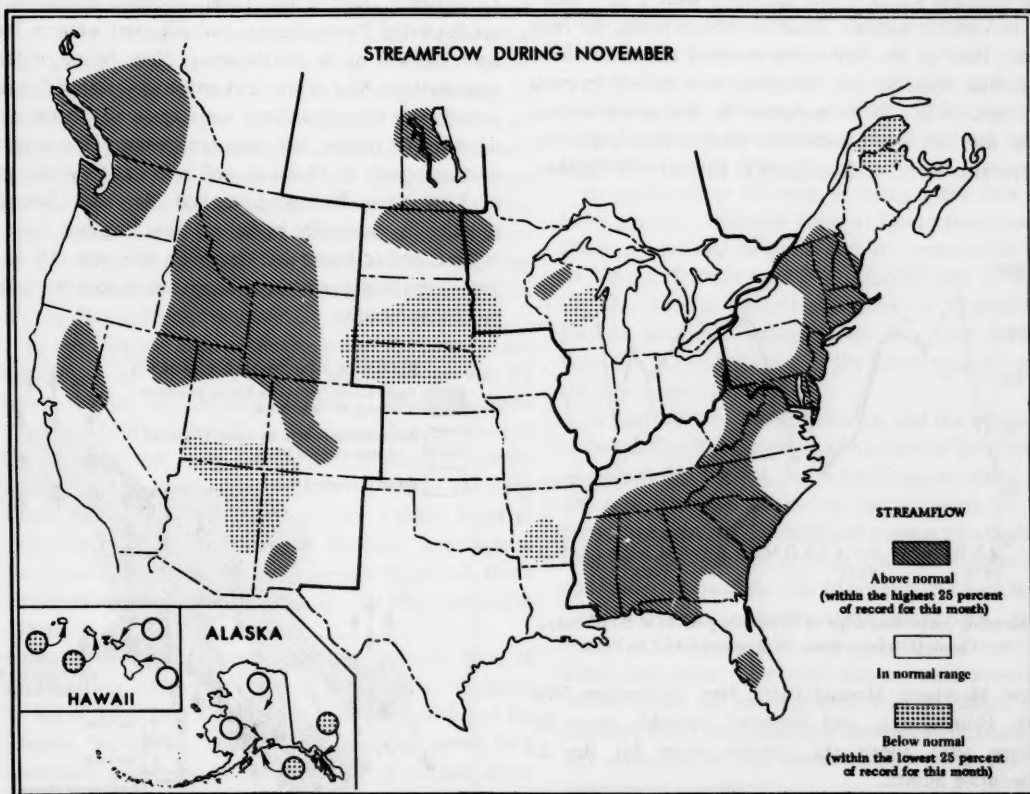 STREAMFLOW DURING NOVEMBER
STREAMFLOW
Above normal
(within the highest 25 percent
of record for this month)
In normal range
Below normal
(within the lowest 25 percent
of record for this month)
ALASKA
HAWAII